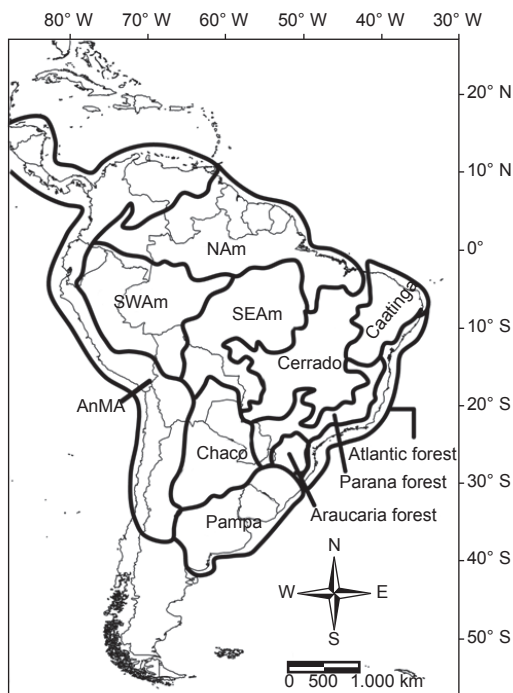 80° W 70° W 60° W 50° W 40° W 30° W
20° N
10° N
0°
10° S
20° S
30° S
40° S
50° S
NAm
SWAm
SEAm
Caatinga
Cerrado
AnMA
Chaco
Atlantic forest
Parana forest
Araucaria forest
Pampa
N
W E
S
0 500 1.000 km